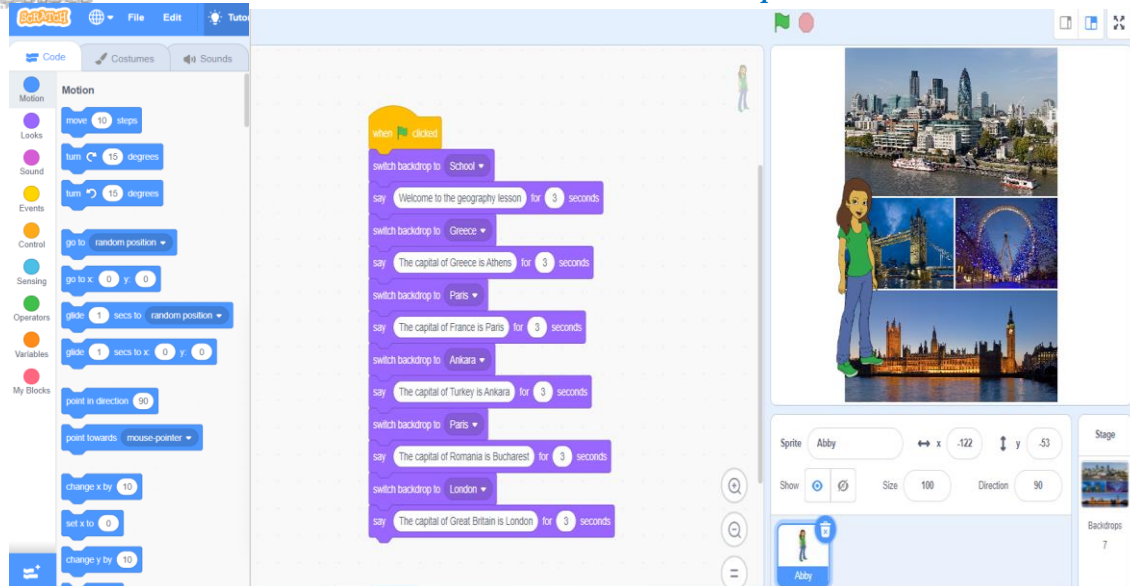 SCRATCH File Edit Tuto
Code Costumes Sounds
Motion
Looks
Sound
Events
Control
Sensing
Operators
Variables
My Blocks
Motion
move 10 steps
turn 15 degrees
turn 15 degrees
go to random position
go to x: 0 y: 0
glide 1 secs to random position
glide 1 secs to x: 0 y: 0
point in direction 90
point towards mouse-pointer
change x by 10
set x to 0
change y by 10
when clicked
switch backdrop to School
say Welcome to the geography lesson for 3 seconds
switch backdrop to Greece
say The capital of Greece is Athens for 3 seconds
switch backdrop to Paris
say The capital of France is Paris for 3 seconds
switch backdrop to Ankara
say The capital of Turkey is Ankara for 3 seconds
switch backdrop to Paris
say The capital of Romania is Bucharest for 3 seconds
switch backdrop to London
say The capital of Great Britain is London for 3 seconds
Sprite Abby x -122 y -53
Show Size 100 Direction 90
Abby
Stage
Backdrops
7